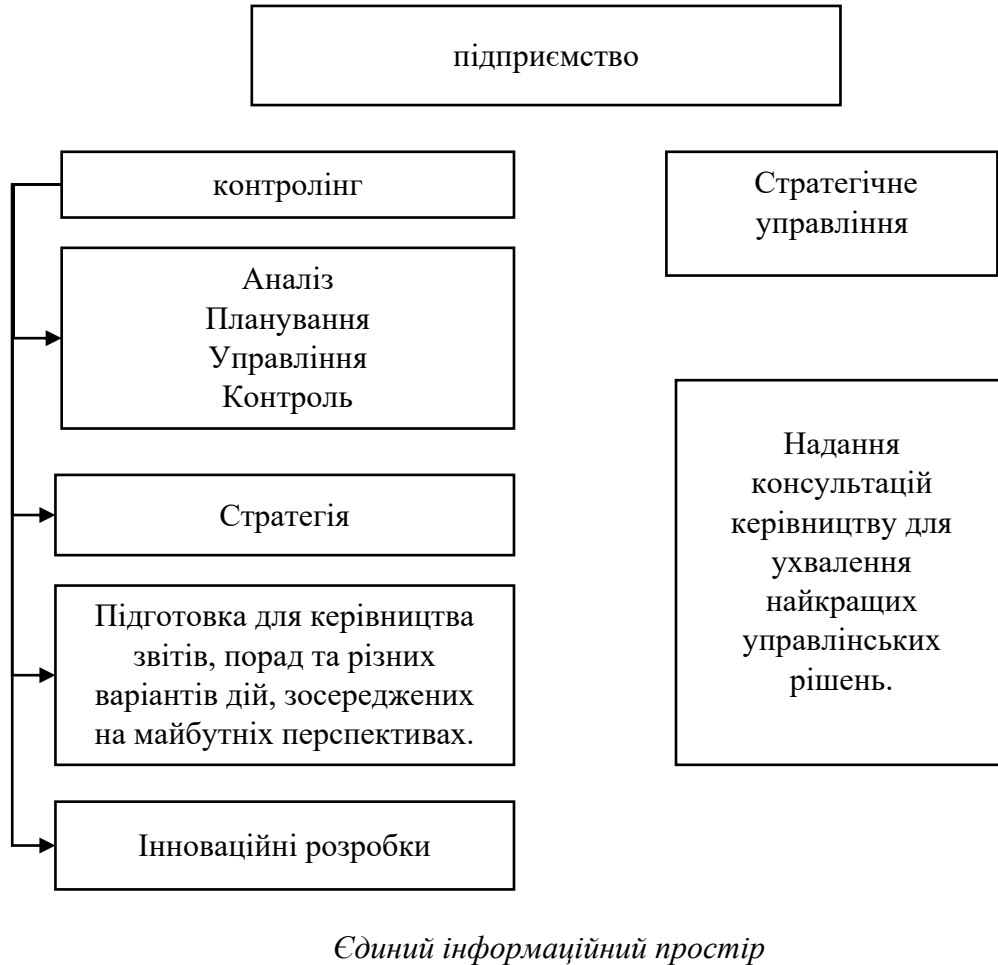 підприємство
контролінг
Стратегічне
управління
Аналіз
Планування
Управління
Контроль
Надання
консультацій
керівництву для
ухвалення
найкращих
управлінських
рішень.
Стратегія
Підготовка для керівництва
звітів, порад та різних
варіантів дій, зосереджених
на майбутніх перспективах.
Інноваційні розробки
Єдиний інформаційний простір